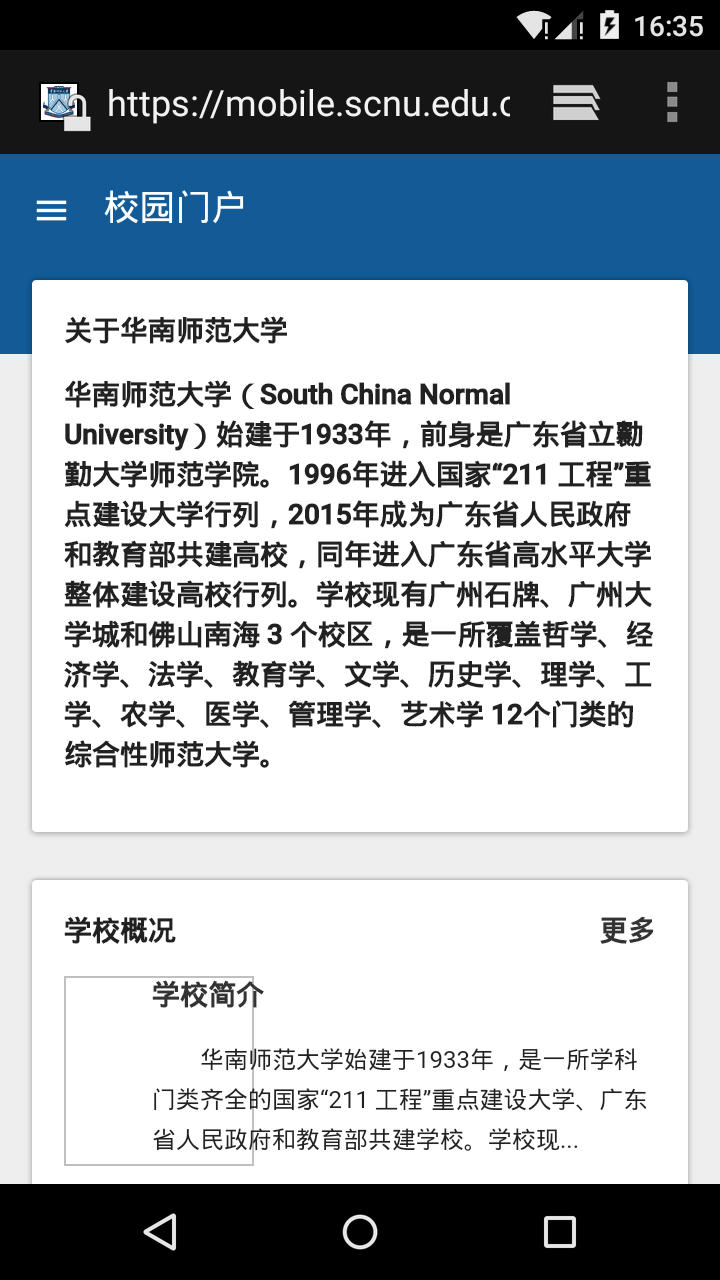 16:35
https://mobile.scnu.edu.c
校园门户
关于华南师范大学
华南师范大学（South China Normal
University）始建于1933年，前身是广东省立勷
勤大学师范学院。1996年进入国家“211 工程”重
点建设大学行列，2015年成为广东省人民政府
和教育部共建高校，同年进入广东省高水平大学
整体建设高校行列。学校现有广州石牌、广州大
学城和佛山南海 3 个校区，是一所覆盖哲学、经
济学、法学、教育学、文学、历史学、理学、工
学、农学、医学、管理学、艺术学 12个门类的
综合性师范大学。
学校概况 更多
学校简介
华南师范大学始建于1933年，是一所学科
门类齐全的国家“211 工程”重点建设大学、广东
省人民政府和教育部共建学校。学校现...